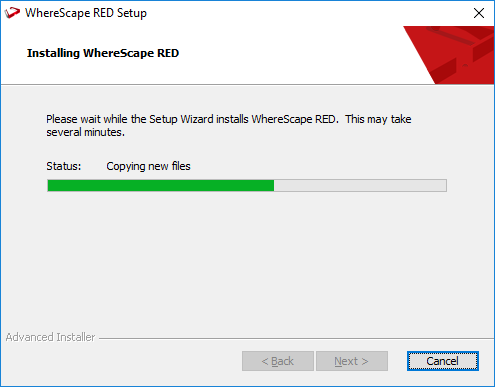 WhereScape RED Setup
Installing WhereScape RED
Please wait while the Setup Wizard installs WhereScape RED.  This may take
several minutes.
Status: Copying new files
Advanced Installer
< Back Next > Cancel